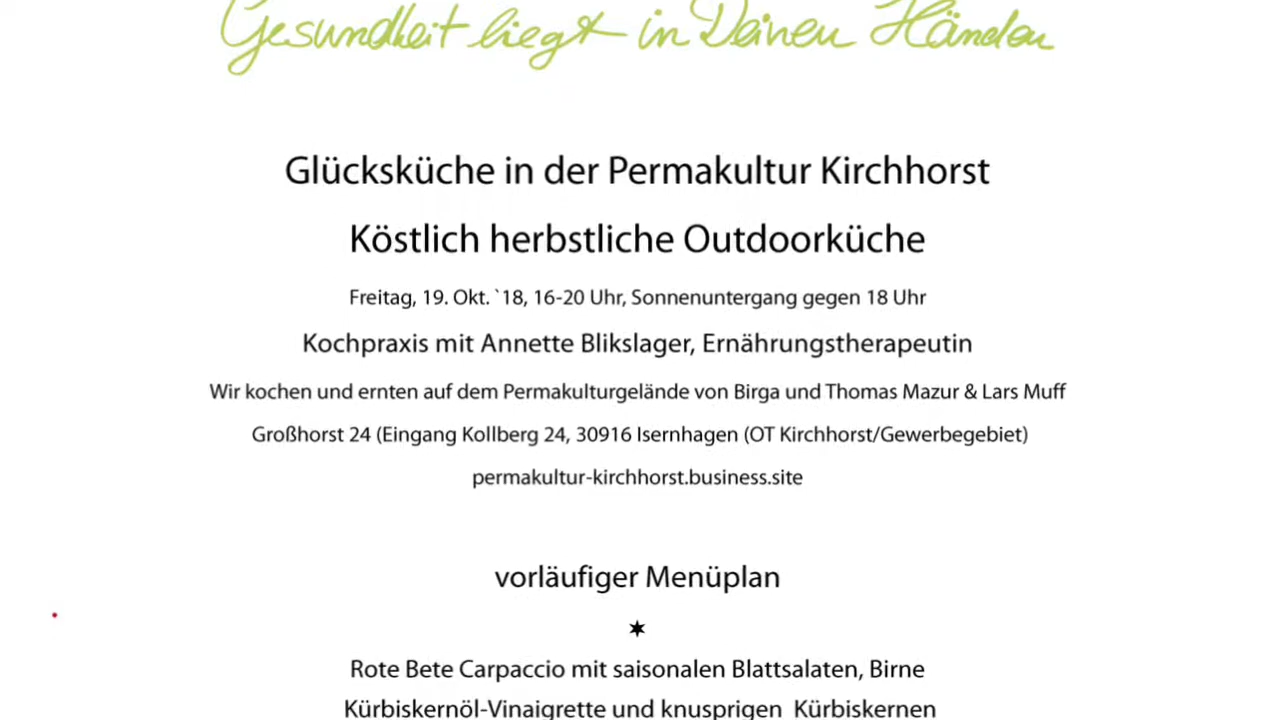 Gesundheit liegt in Deinen Händen
Glücksküche in der Permakultur Kirchhorst
Köstlich herbstliche Outdoorküche
Freitag, 19. Okt. `18, 16-20 Uhr, Sonnenuntergang gegen 18 Uhr
Kochpraxis mit Annette Blikslager, Ernährungstherapeutin
Wir kochen und ernten auf dem Permakulturgelände von Birga und Thomas Mazur & Lars Muff
Großhorst 24 (Eingang Kollberg 24, 30916 Isernhagen (OT Kirchhorst/Gewerbegebiet)
permakultur-kirchhorst.business.site
vorläufiger Menüplan
✶
Rote Bete Carpaccio mit saisonalen Blattsalaten, Birne
Kürbiskernöl-Vinaigrette und knusprigen Kürbiskernen